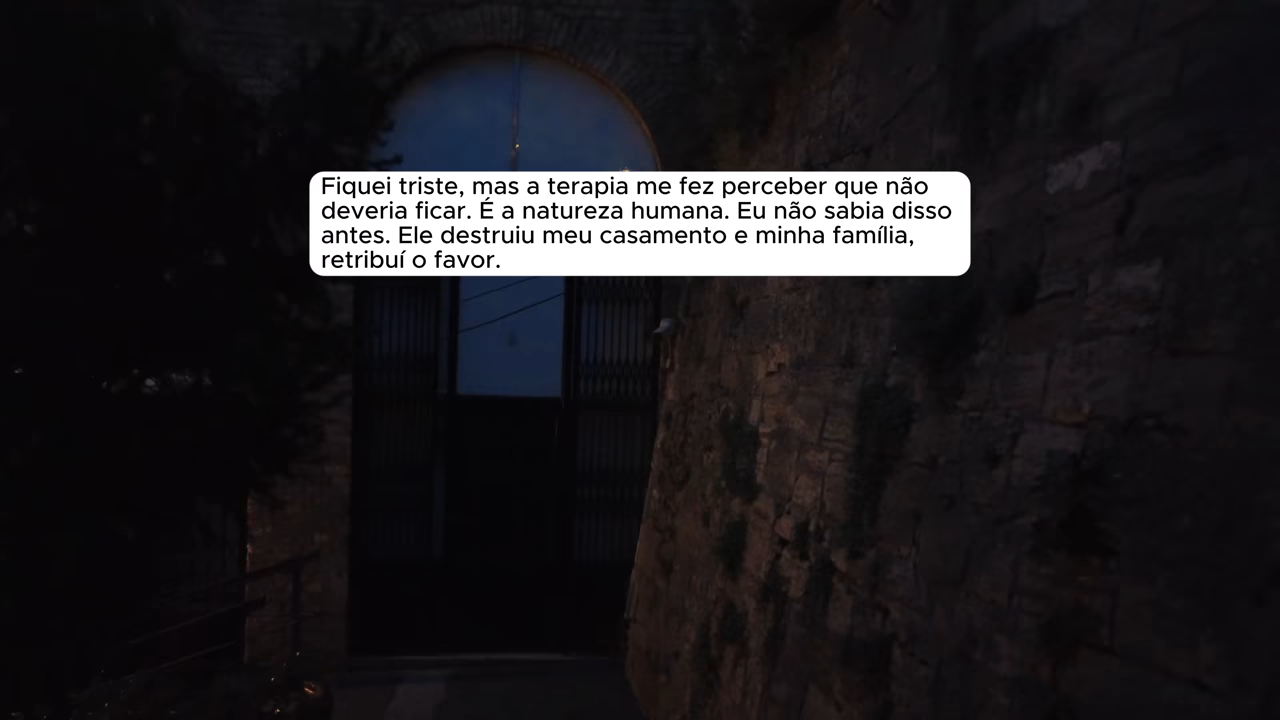 Fiquei triste, mas a terapia me fez perceber que não
deveria ficar. É a natureza humana. Eu não sabia disso
antes. Ele destruiu meu casamento e minha família,
retribuí o favor.